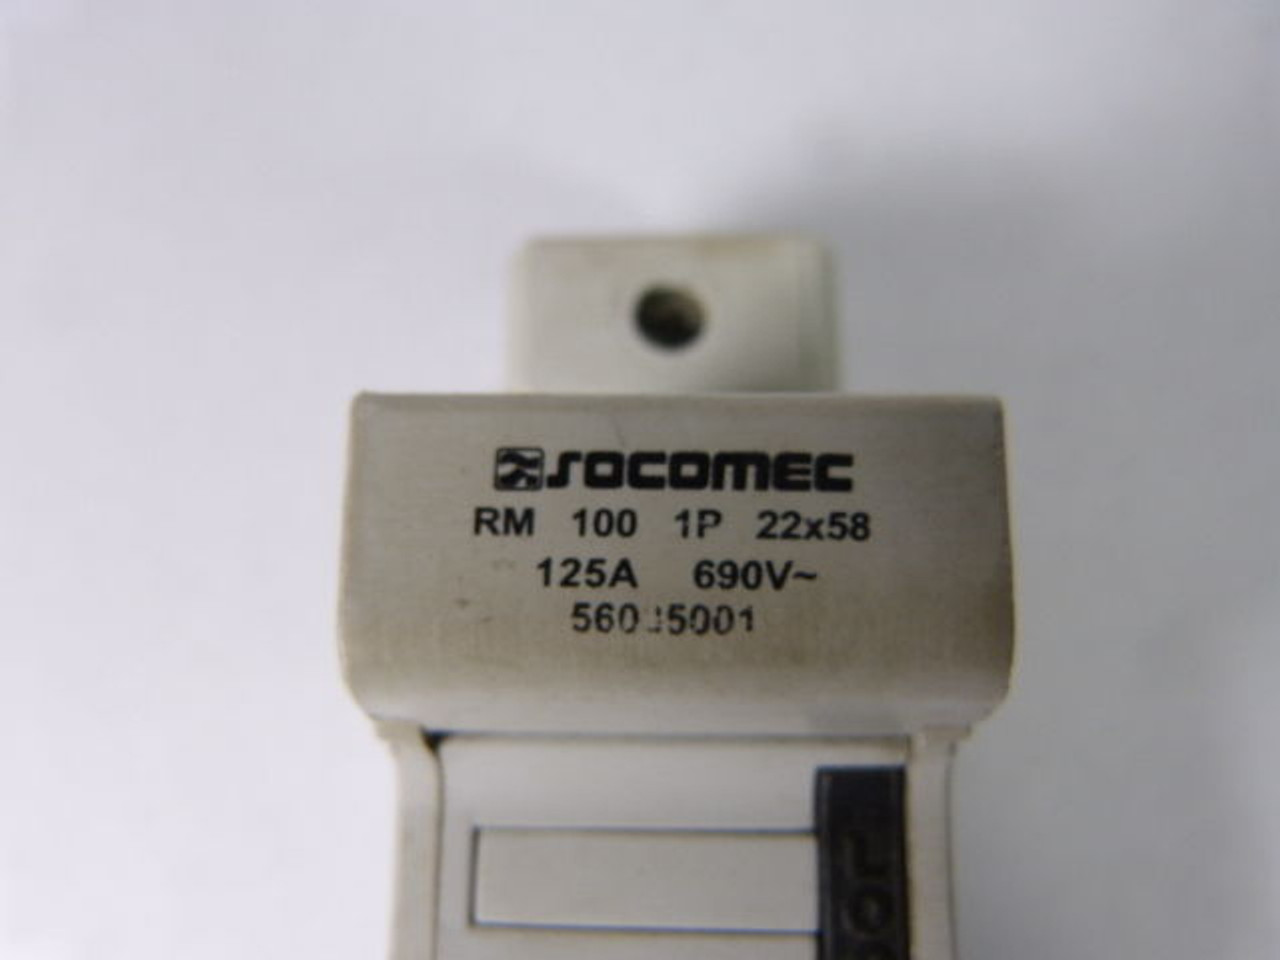 SOCOMEC
RM 100 1P 22x58
125A 690V~